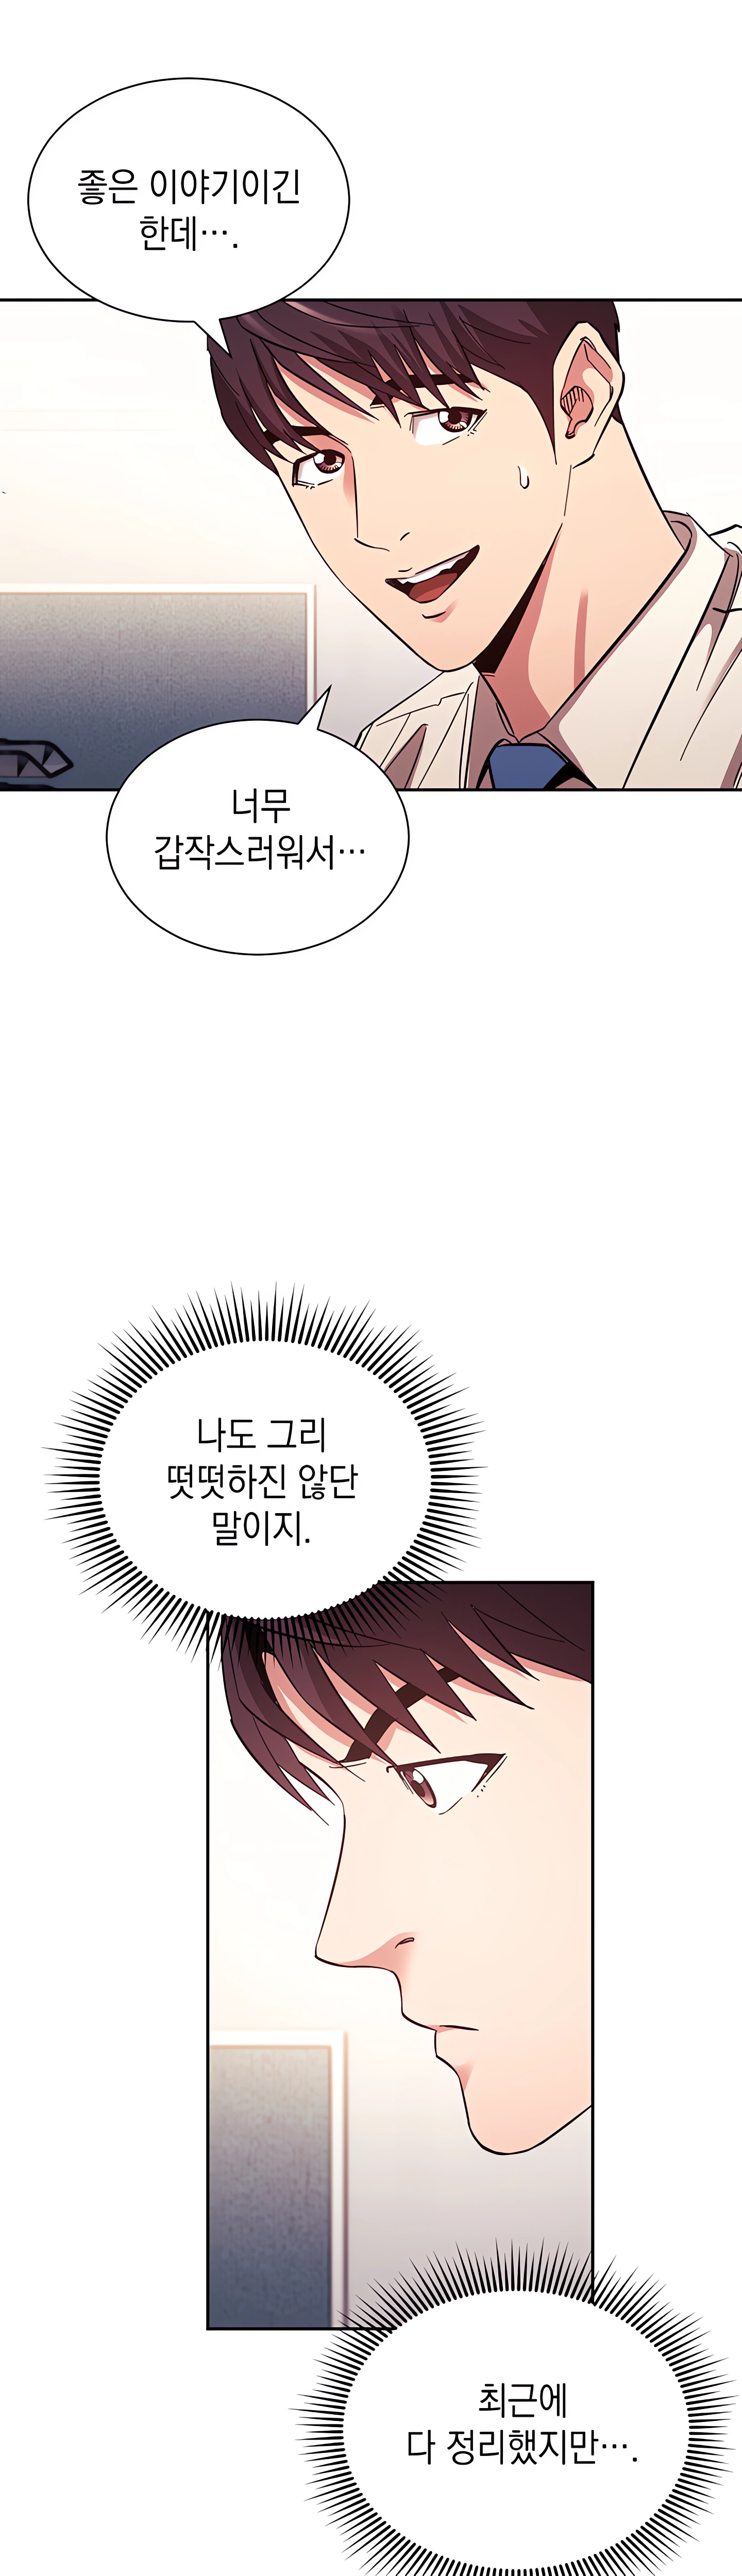 좋은 이야기이긴
한데….
너무
갑작스러워서…
나도 그리
떳떳하진 않단
말이지.
최근에
다 정리했지만….